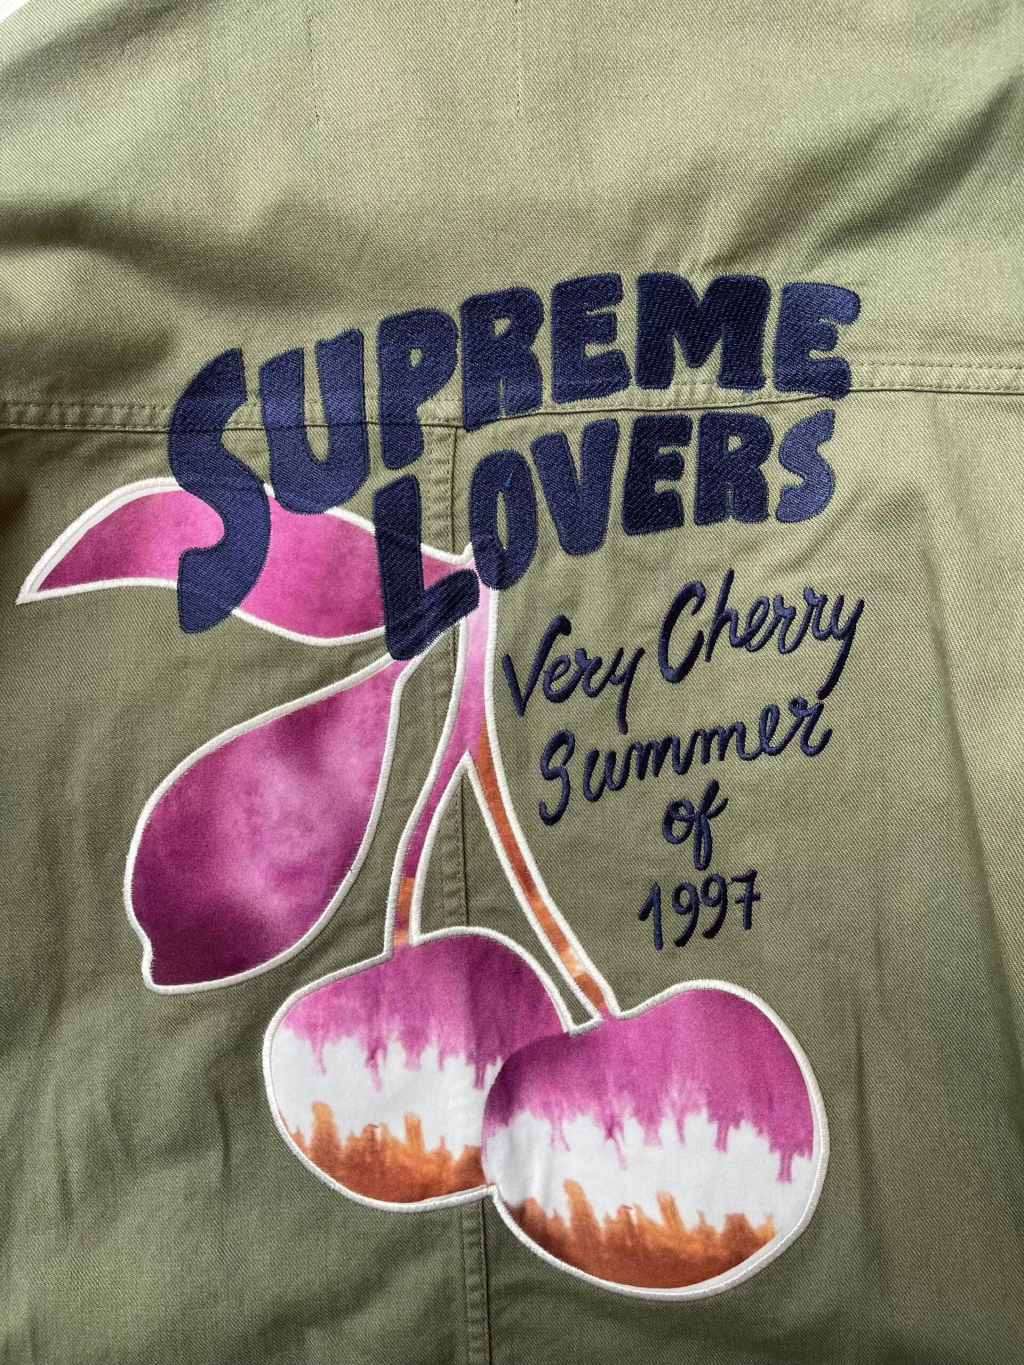 SUPREME
LOVERS
Very Cherry
Summer
of
1997